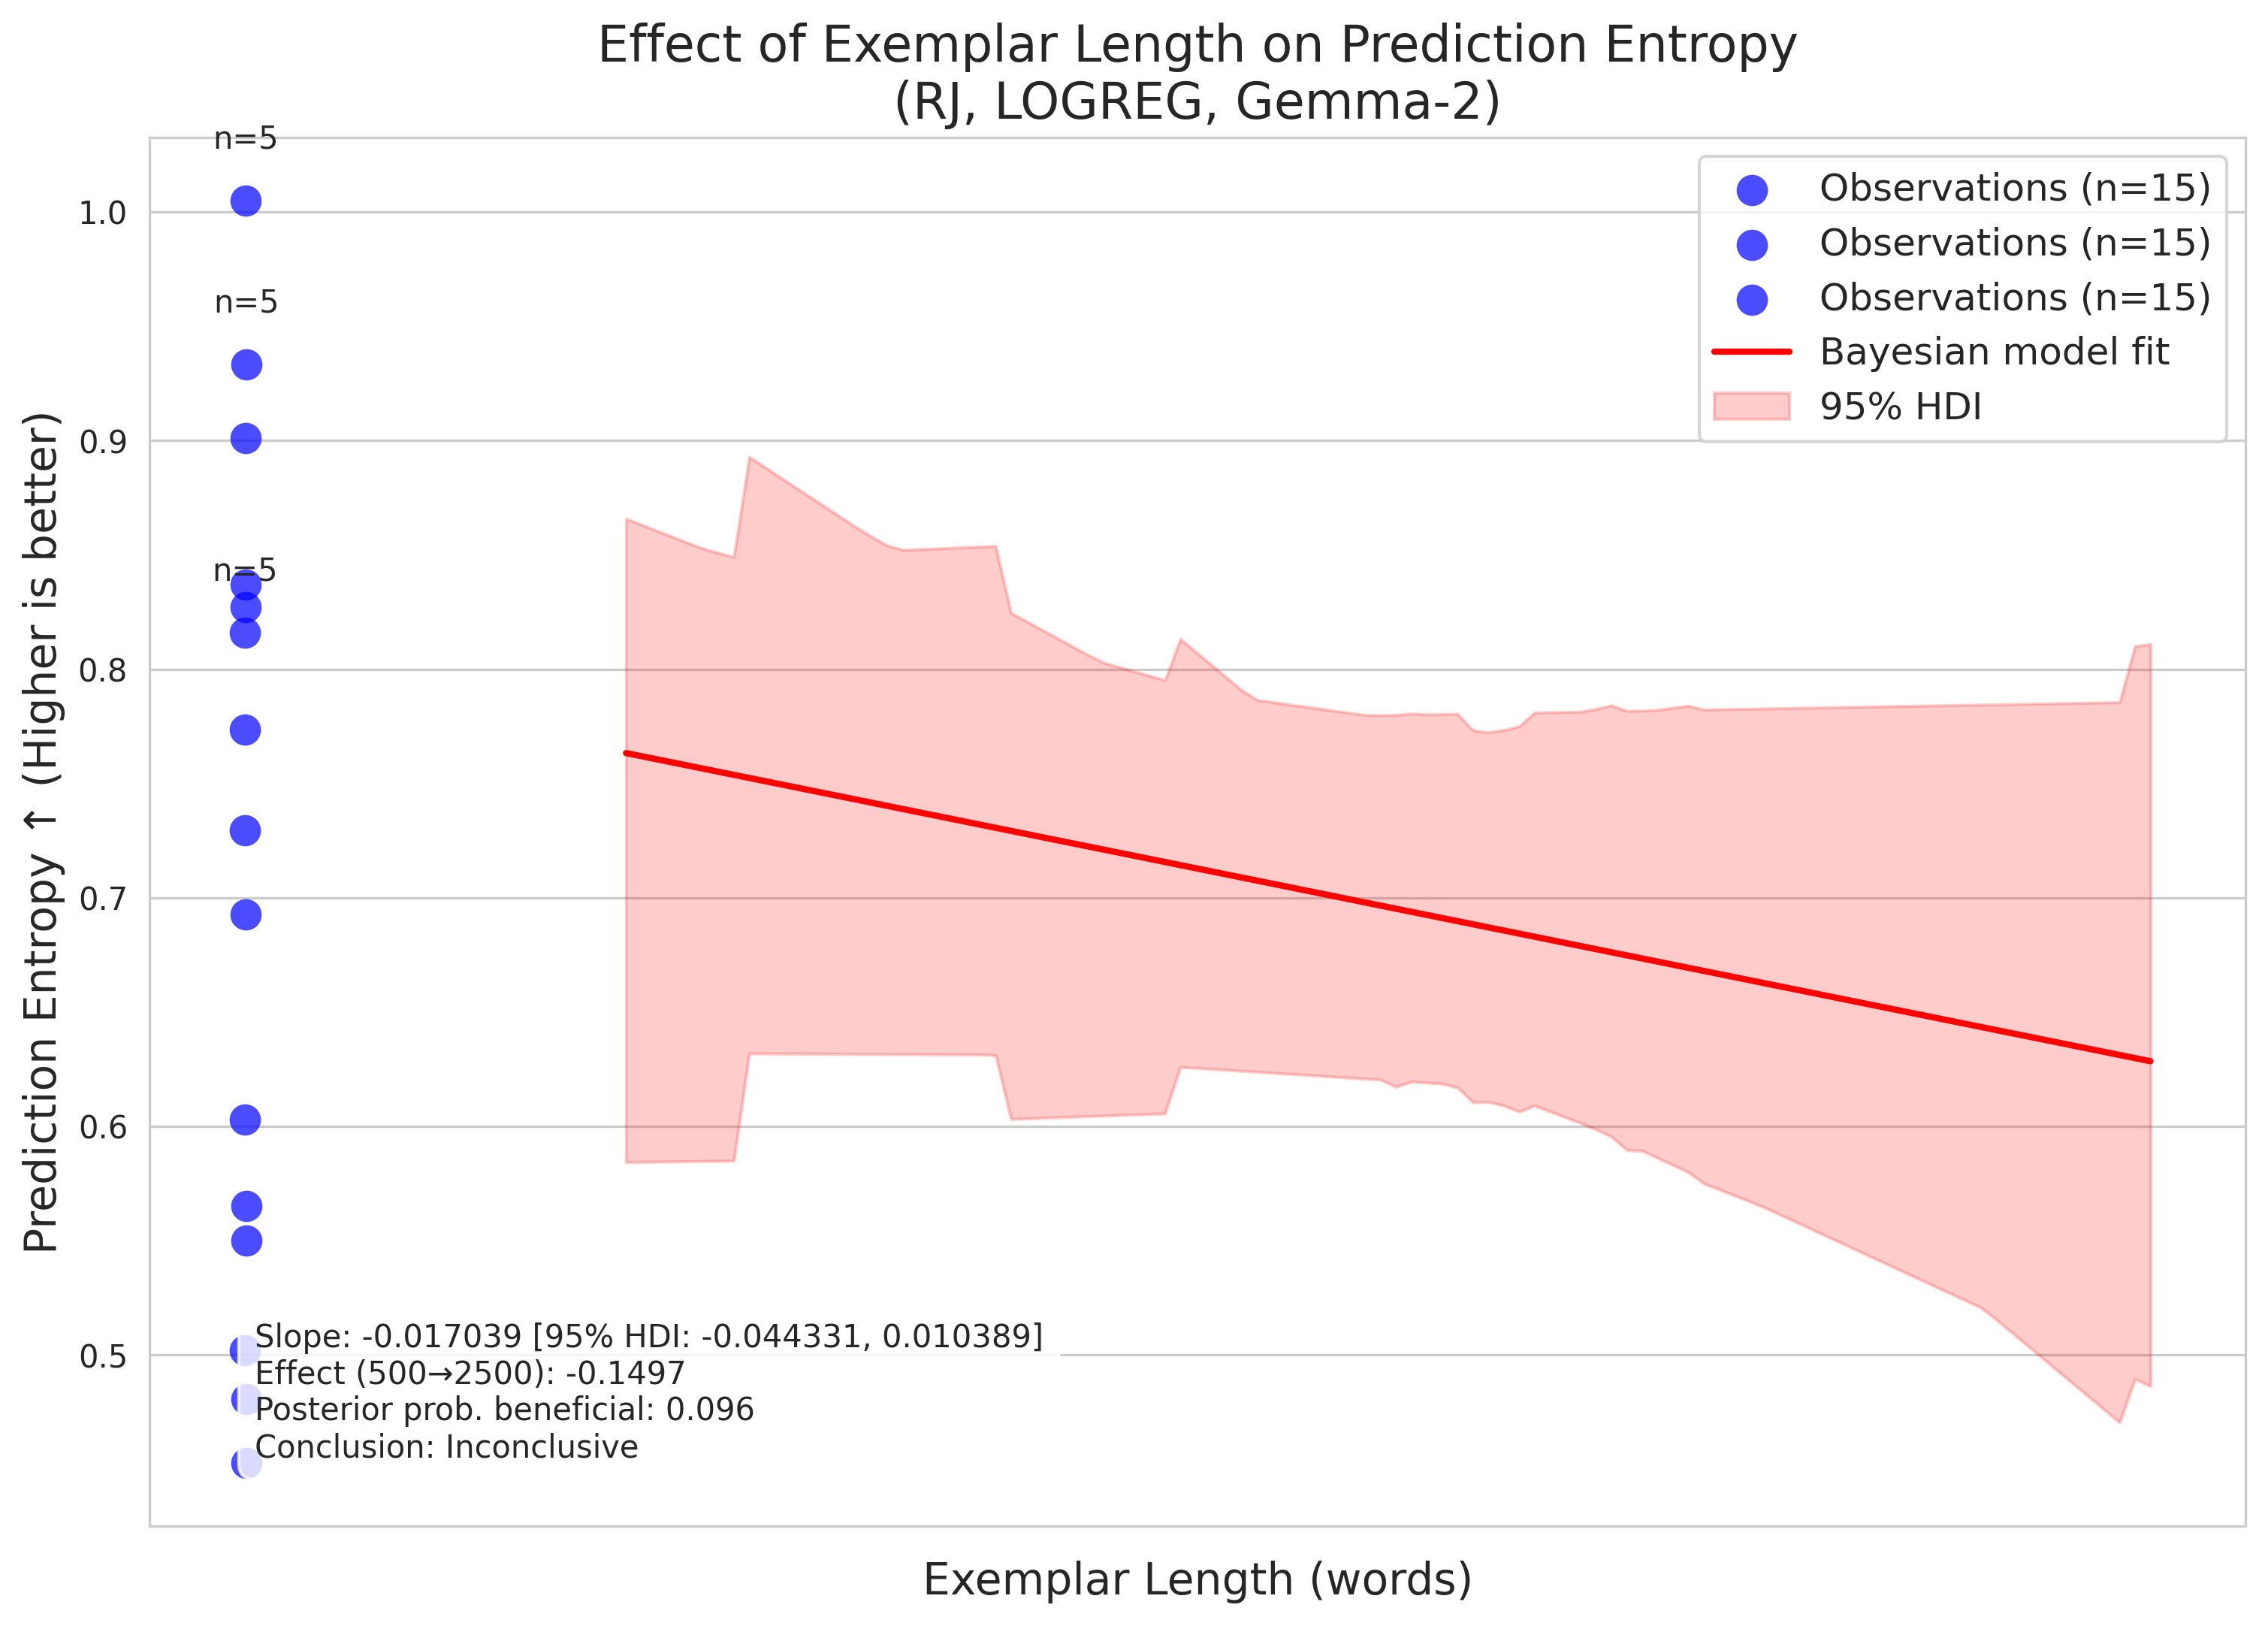 Effect of Exemplar Length on Prediction Entropy
(RJ, LOGREG, Gemma-2)
n=5
n=5
n=5
Observations (n=15)
Observations (n=15)
Observations (n=15)
Bayesian model fit
95% HDI
Prediction Entropy ↑ (Higher is better)
1.0
0.9
0.8
0.7
0.6
0.5
Slope: -0.017039 [95% HDI: -0.044331, 0.010389]
Effect (500→2500): -0.1497
Posterior prob. beneficial: 0.096
Conclusion: Inconclusive
Exemplar Length (words)